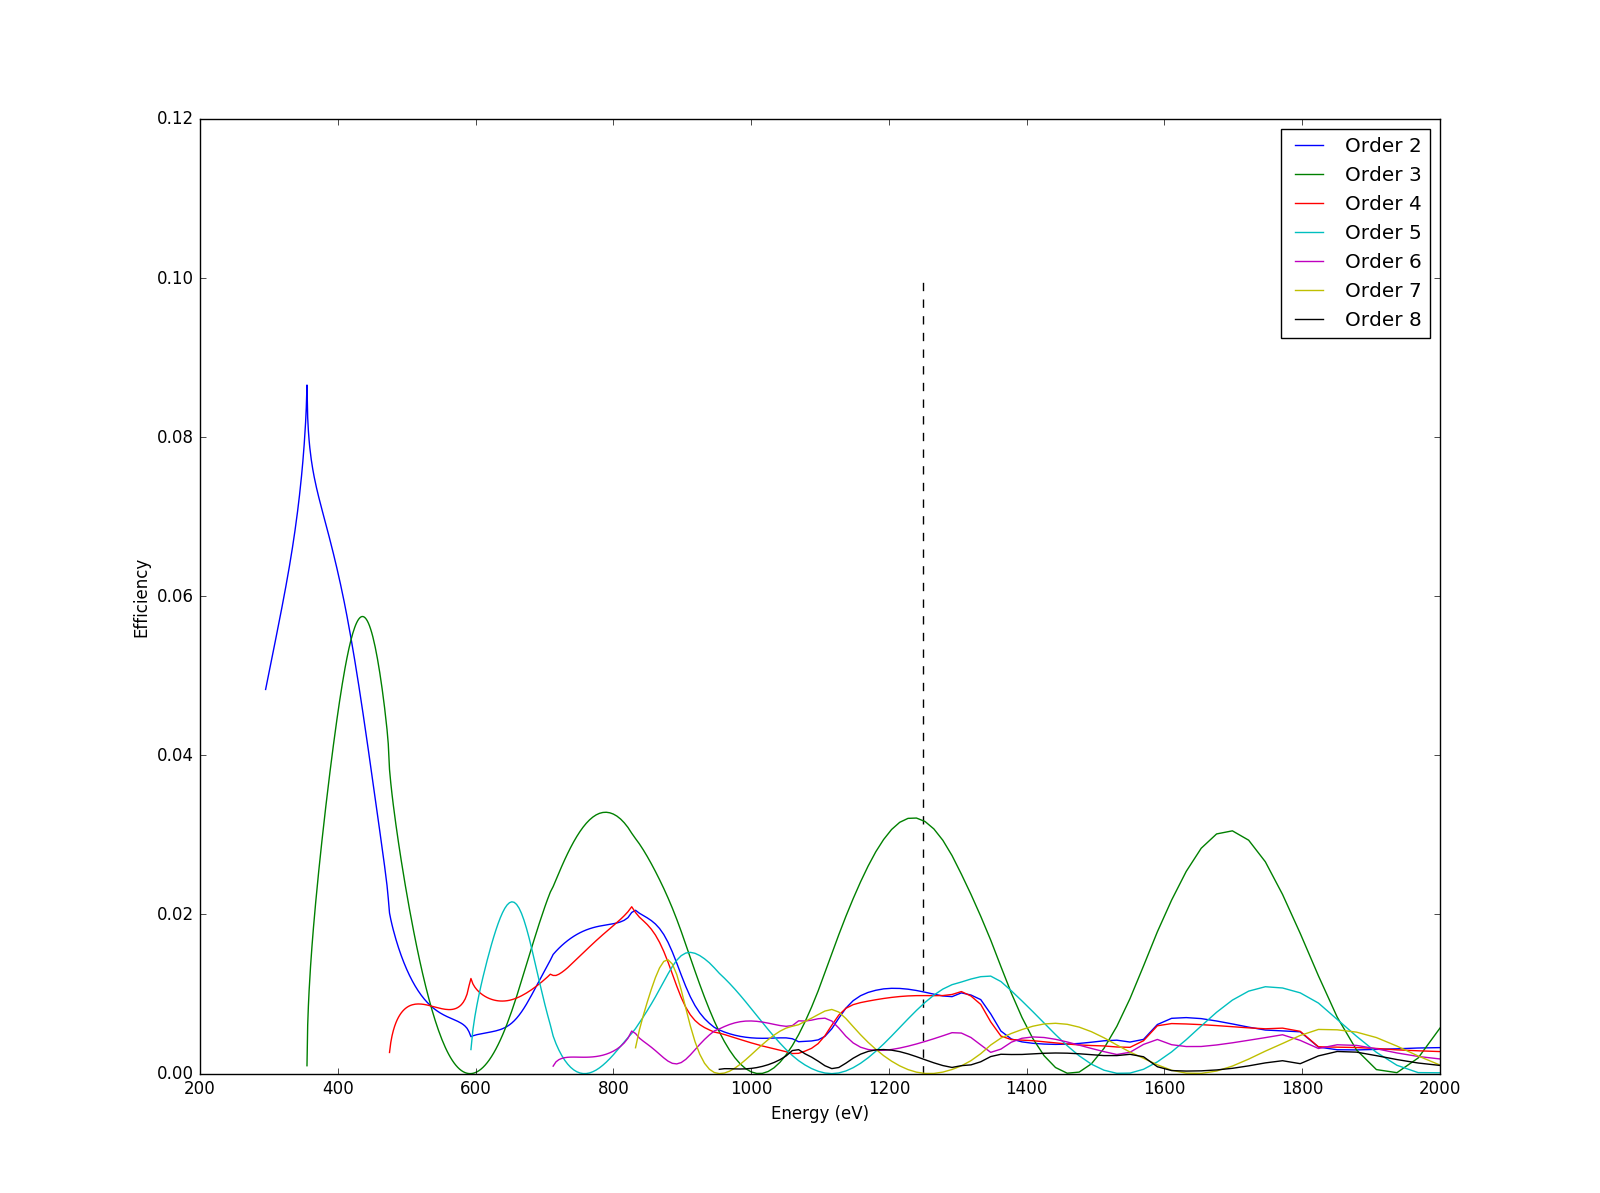 0.12
0.10
0.08
0.06
0.04
0.02
0.00
200 400 600 800 1000 1200 1400 1600 1800 2000
Energy (eV)
Efficiency
Order 2
Order 3
Order 4
Order 5
Order 6
Order 7
Order 8